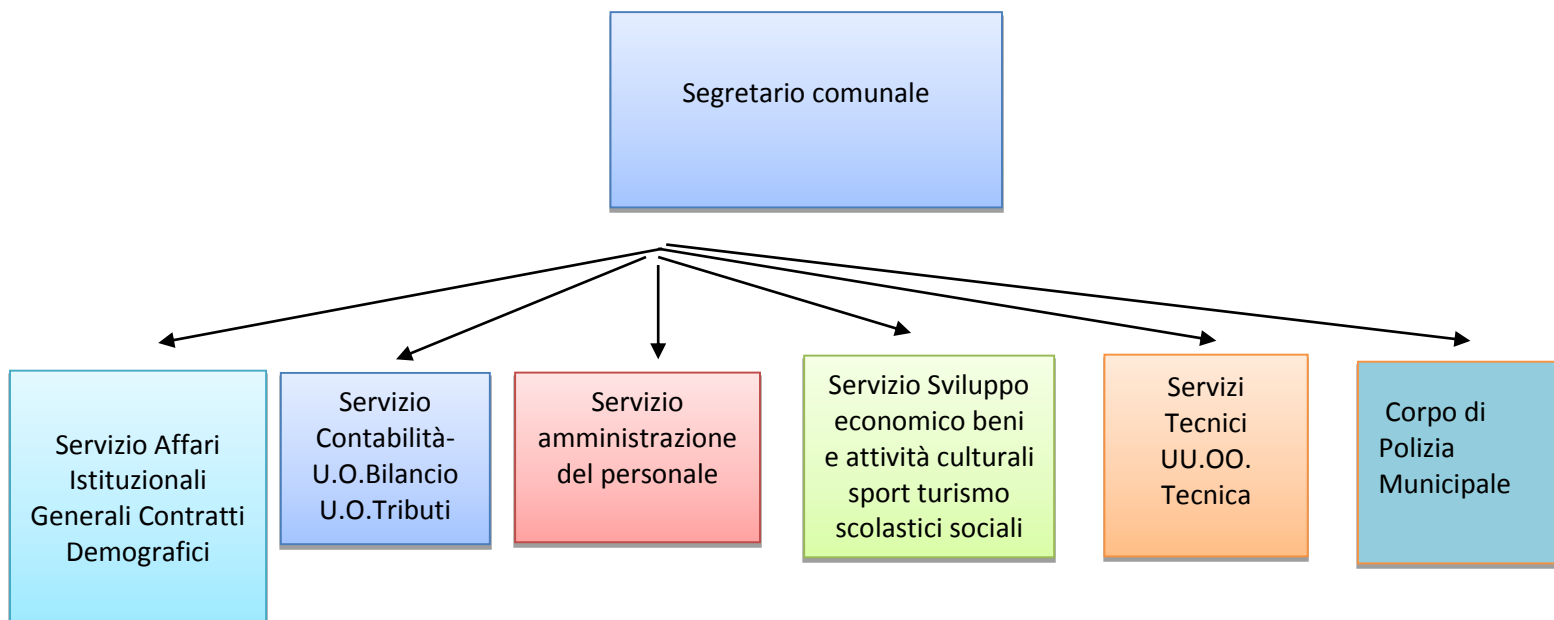 Segretario comunale
Servizio Affari
Istituzionali
Generali Contratti
Demografici
Servizio
Contabilità-
U.O.Bilancio
U.O.Tributi
Servizio
amministrazione
del personale
Servizio Sviluppo
economico beni
e attività culturali
sport turismo
scolastici sociali
Servizi
Tecnici
UU.OO.
Tecnica
Corpo di
Polizia
Municipale